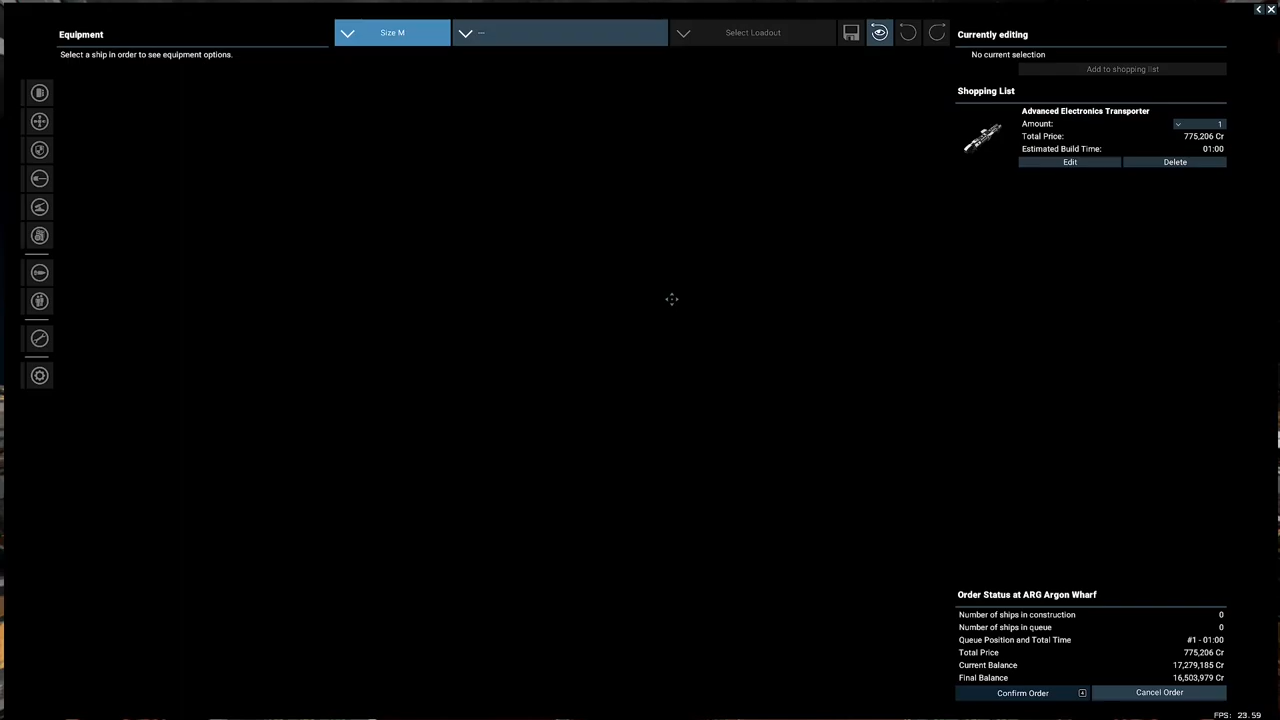 Equipment
Select a ship in order to see equipment options.
Size M
--
Select Loadout
Currently editing
No current selection
Add to shopping list
Shopping List
Advanced Electronics Transporter
Amount: 1
Total Price: 775,206 Cr
Estimated Build Time: 01:00
Edit Delete
Order Status at ARG Argon Wharf
Number of ships in construction 0
Number of ships in queue 0
Queue Position and Total Time #1 - 01:00
Total Price 775,206 Cr
Current Balance 17,279,185 Cr
Final Balance 16,503,979 Cr
Confirm Order Cancel Order
FPS: 23.59